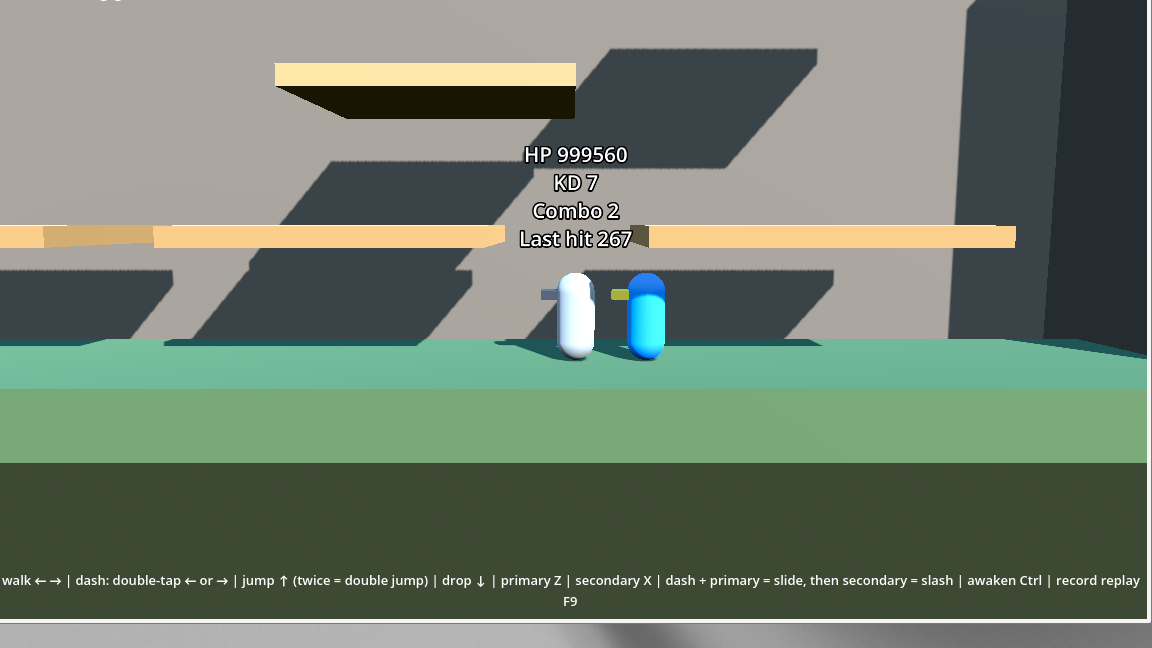 HP 999560
KD 7
Combo 2
Last hit 267
walk ← → | dash: double-tap ← or → | jump ↑ (twice = double jump) | drop ↓ | primary Z | secondary X | dash + primary = slide, then secondary = slash | awaken Ctrl | record replay
F9